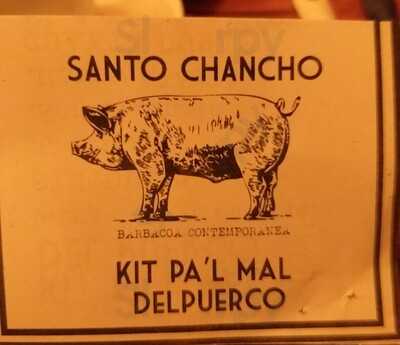 SANTO CHANCHO
BARBACOA CONTEMPORANEA
KIT PA'L MAL
DELPUERCO